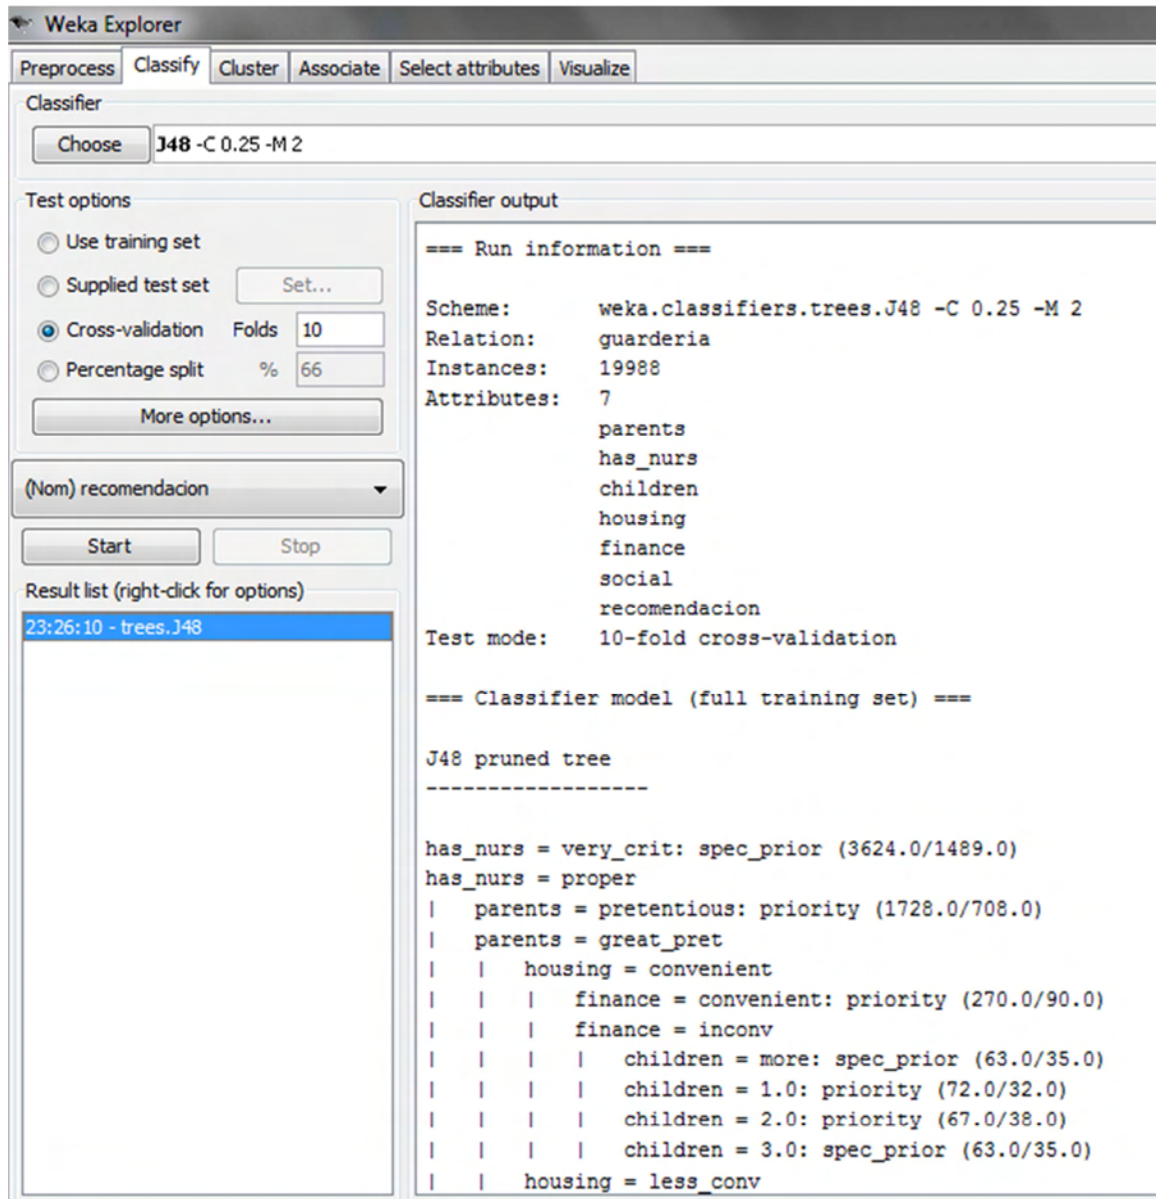 Weka Explorer
Preprocess Classify Cluster Associate Select attributes Visualize
Classifier
Choose J48 -C 0.25 -M 2
Test options
Use training set
Supplied test set Set...
Cross-validation Folds 10
Percentage split % 66
More options...
(Nom) recomendacion
Start Stop
Result list (right-click for options)
23:26:10 - trees.J48
Classifier output
=== Run information ===
Scheme: weka.classifiers.trees.J48 -C 0.25 -M 2
Relation: guarderia
Instances: 19988
Attributes: 7
parents
has_nurs
children
housing
finance
social
recomendacion
Test mode: 10-fold cross-validation
=== Classifier model (full training set) ===
J48 pruned tree
------------------
has_nurs = very_crit: spec_prior (3624.0/1489.0)
has_nurs = proper
| parents = pretentious: priority (1728.0/708.0)
| parents = great_pret
| | housing = convenient
| | | finance = convenient: priority (270.0/90.0)
| | | finance = inconv
| | | | children = more: spec_prior (63.0/35.0)
| | | | children = 1.0: priority (72.0/32.0)
| | | | children = 2.0: priority (67.0/38.0)
| | | | children = 3.0: spec_prior (63.0/35.0)
| | housing = less_conv